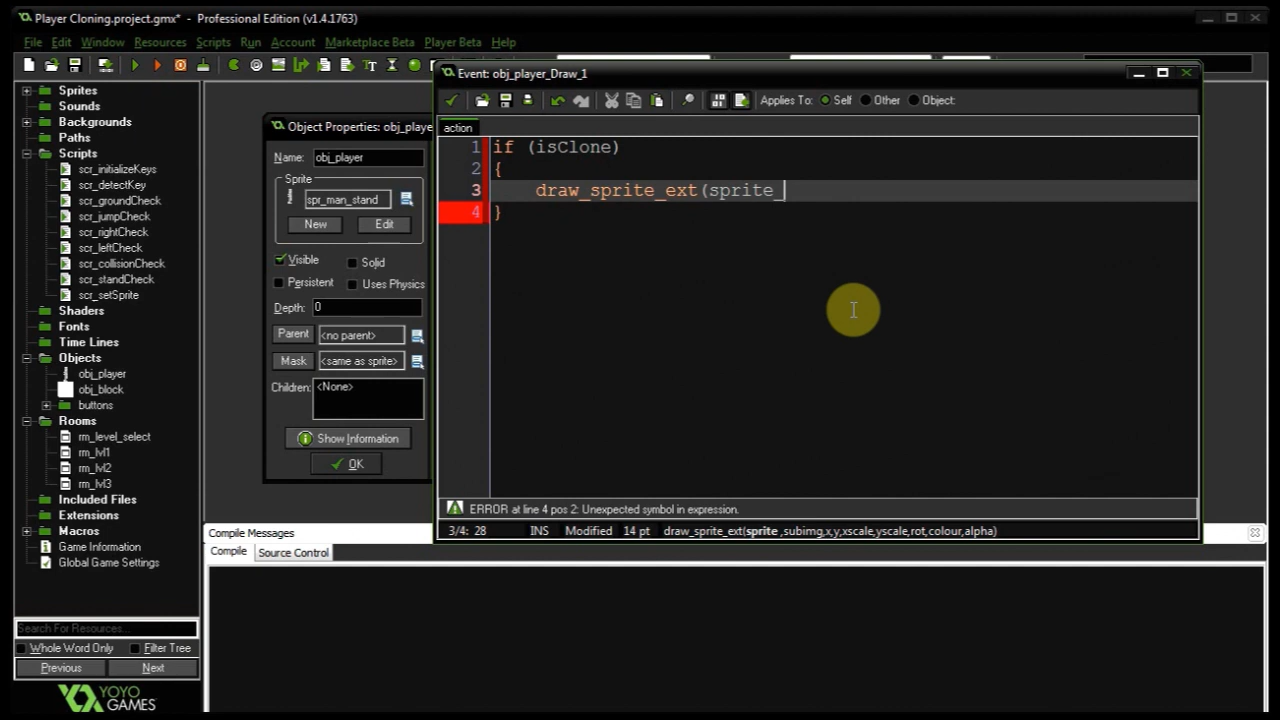 Player Cloning.project.gmx* - Professional Edition (v1.4.1763)
File Edit Window Resources Scripts Run Account Marketplace Beta Player Beta Help
Sprites
Sounds
Backgrounds
Paths
Scripts
scr_initializeKeys
scr_detectKey
scr_groundCheck
scr_jumpCheck
scr_rightCheck
scr_leftCheck
scr_collisionCheck
scr_standCheck
scr_setSprite
Shaders
Fonts
Time Lines
Objects
obj_player
obj_block
buttons
Rooms
rm_level_select
rm_lvl1
rm_lvl2
rm_lvl3
Included Files
Extensions
Macros
Game Information
Global Game Settings
Search For Resources...
Whole Word Only Filter Tree
Previous Next
YOYO
GAMES
Object Properties: obj_playe
Name: obj_player
Sprite
spr_man_stand
New Edit
Visible Solid
Persistent Uses Physics
Depth: 0
Parent <no parent>
Mask <same as sprite>
Children: <None>
Show Information
OK
Event: obj_player_Draw_1
Applies To: Self Other Object:
action
1 if (isClone)
2 {
3 draw_sprite_ext(sprite_
4 }
ERROR at line 4 pos 2: Unexpected symbol in expression.
3/4: 28 INS Modified 14 pt draw_sprite_ext(sprite ,subimg,x,y,xscale,yscale,rot,colour,alpha)
Compile Messages
Compile Source Control